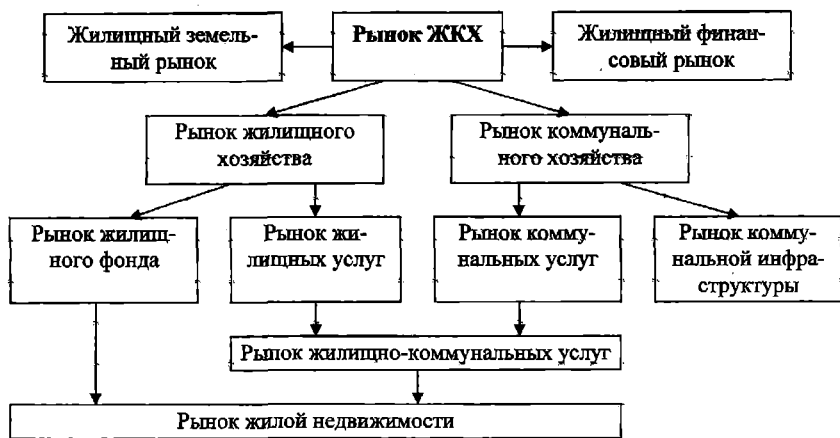 Жилищный земель-
ный рынок
Рынок ЖКХ
Жилищный финан-
совый рынок
Рынок жилищного
хозяйства
Рынок коммуналь-
ного хозяйства
Рынок жилищ-
ного фонда
Рынок жи-
лищных услуг
Рынок комму-
нальных услуг
Рынок комму-
нальной инфра-
структуры
Рынок жилищно-коммунальных услуг
Рынок жилой недвижимости